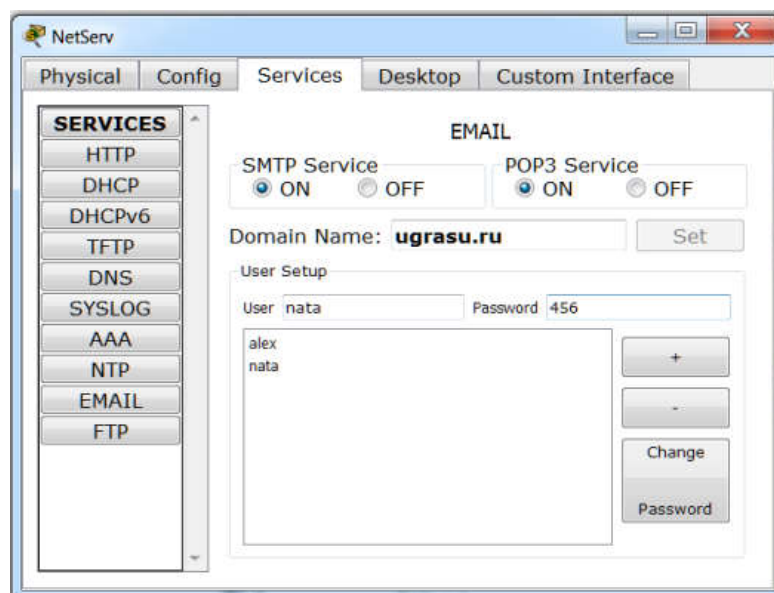 NetServ
Physical Config Services Desktop Custom Interface
SERVICES
HTTP
DHCP
DHCPv6
TFTP
DNS
SYSLOG
AAA
NTP
EMAIL
FTP
EMAIL
SMTP Service
ON OFF
POP3 Service
ON OFF
Domain Name: ugrasu.ru Set
User Setup
User nata Password 456
alex
nata
+
-
Change
Password